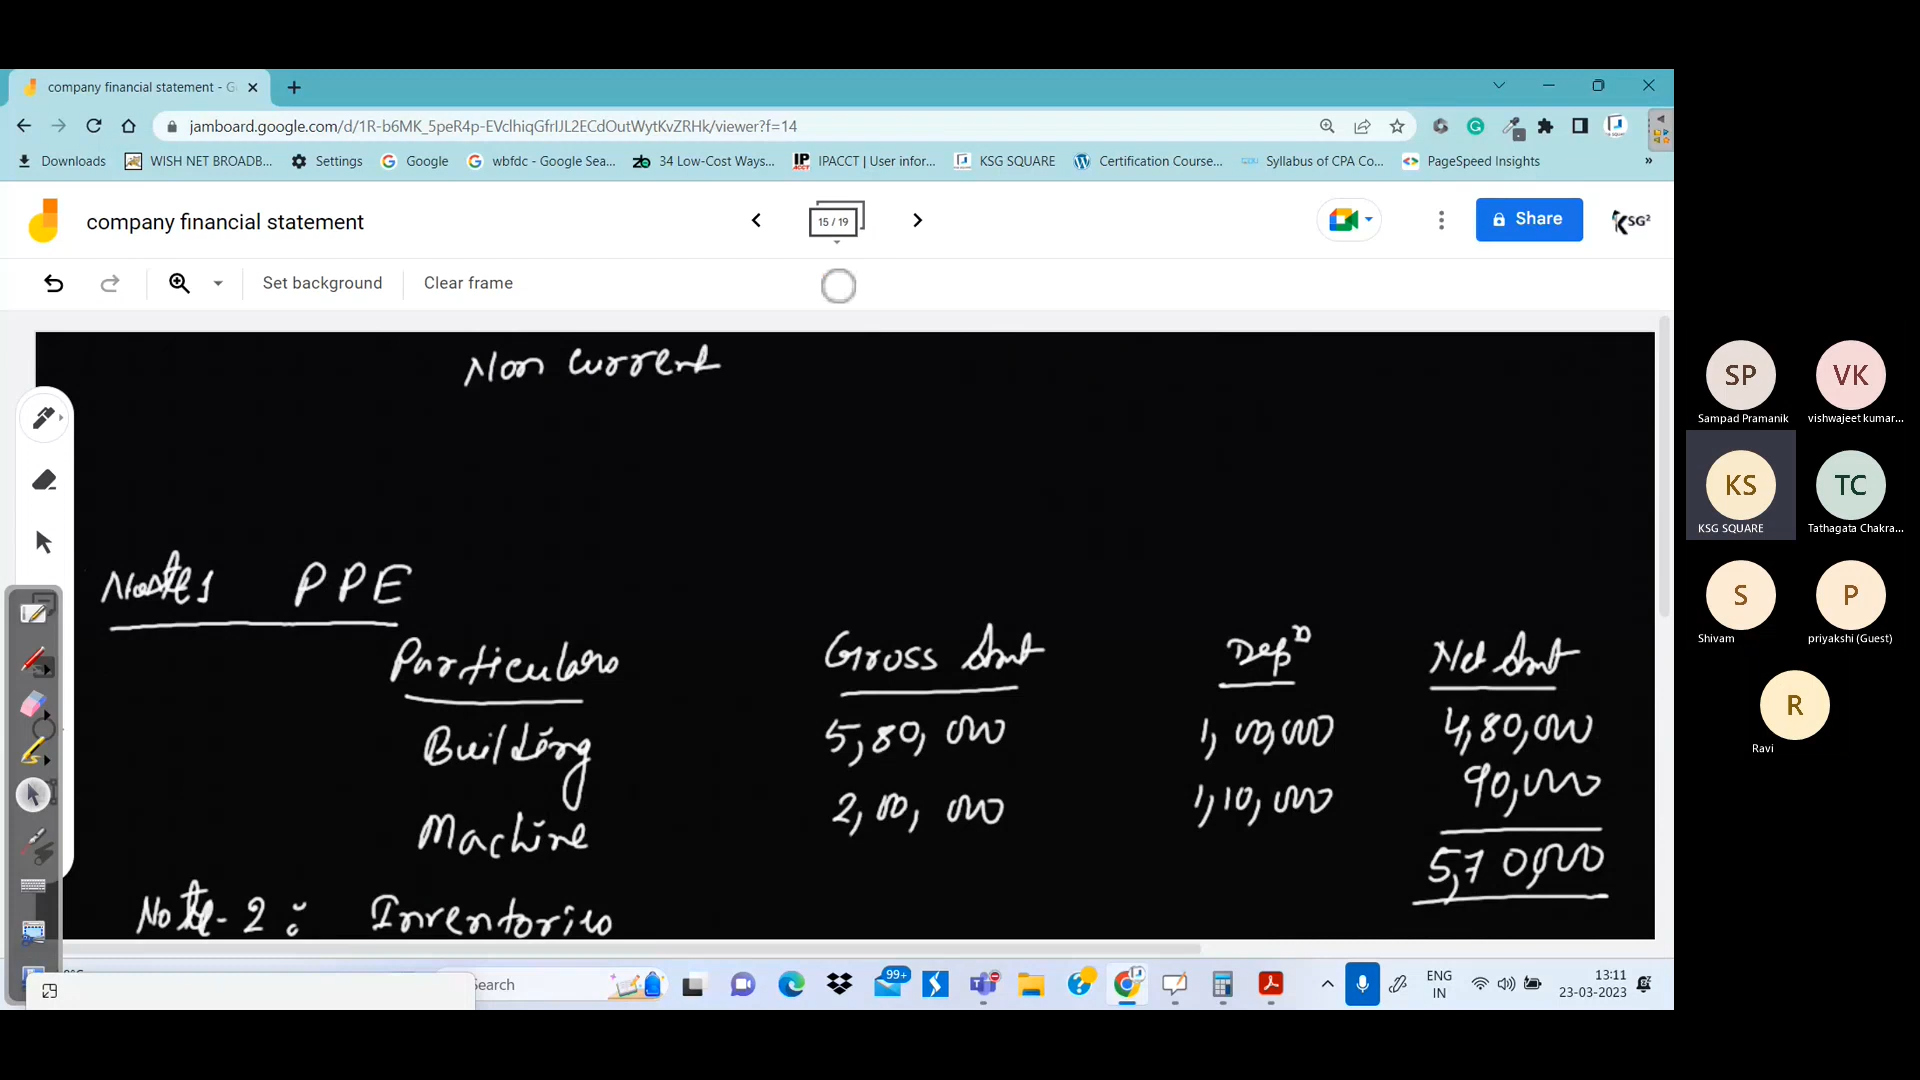 company financial statement - G
jamboard.google.com/d/1R-b6MK_5peR4p-EVclhiqGfrIJL2ECdOutWytKvZRHk/viewer?f=14
Downloads WISH NET BROADB... Settings Google wbfdc - Google Sea... 34 Low-Cost Ways... IPACCT | User infor... KSG SQUARE Certification Course... Syllabus of CPA Co... PageSpeed Insights »
company financial statement
15 / 19
Share
KSG²
Set background Clear frame
Non Current
Note 1 PPE
Particulars Gross Amt Depn Net Amt
Building 5,80,000 1,00,000 4,80,000
Machine 2,00,000 1,10,000 90,000
5,70,000
Note-2: Inventories
SP VK
Sampad Pramanik vishwajeet kumar...
KS TC
KSG SQUARE Tathagata Chakra...
S P
Shivam priyakshi (Guest)
R
Ravi
Search
99+
ENG
IN
13:11
23-03-2023